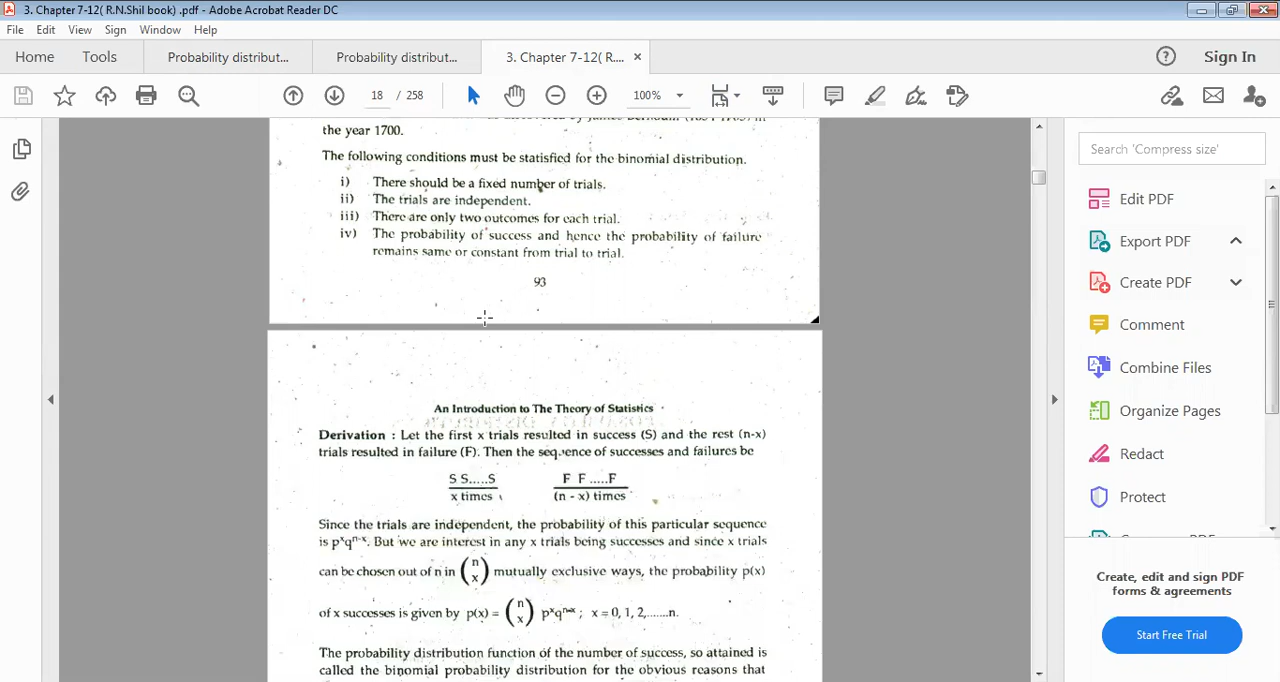 3. Chapter 7-12( R.N.Shil book) .pdf - Adobe Acrobat Reader DC
File Edit View Sign Window Help
Home Tools Probability distribut... Probability distribut... 3. Chapter 7-12( R.... × Sign In
18 / 258 100%
the year 1700.
The following conditions must be statisfied for the binomial distribution.
i) There should be a fixed number of trials.
ii) The trials are independent.
iii) There are only two outcomes for each trial.
iv) The probability of success and hence the probability of failure
remains same or constant from trial to trial.
93
An Introduction to The Theory of Statistics
Derivation : Let the first x trials resulted in success (S) and the rest (n-x)
trials resulted in failure (F). Then the sequence of successes and failures be
S S.....S F F .....F
x times (n - x) times
Since the trials are independent, the probability of this particular sequence
is pˣqⁿ⁻ˣ. But we are interest in any x trials being successes and since x trials
can be chosen out of n in (n x) mutually exclusive ways, the probability p(x)
of x successes is given by p(x) = (n x) pˣqⁿ⁻ˣ ; x = 0, 1, 2,.......n.
The probability distribution function of the number of success, so attained is
called the binomial probability distribution for the obvious reasons that
Search 'Compress size'
Edit PDF
Export PDF
Create PDF
Comment
Combine Files
Organize Pages
Redact
Protect
Create, edit and sign PDF
forms & agreements
Start Free Trial